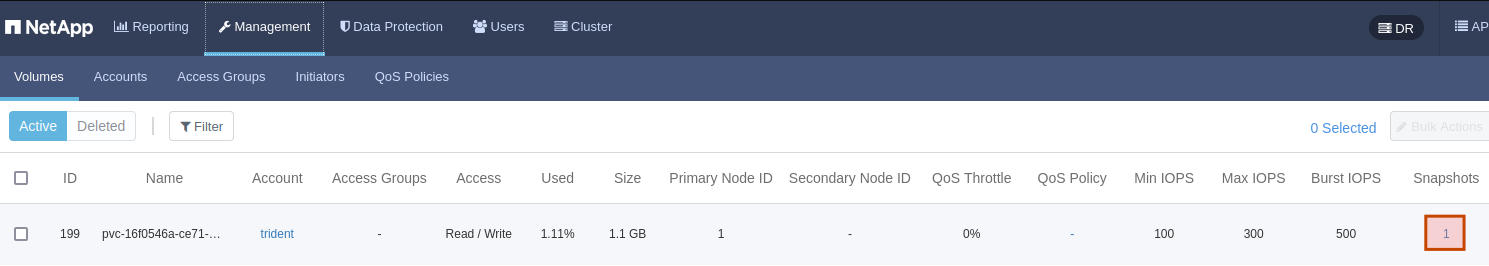 NetApp Reporting Management Data Protection Users Cluster DR AP
Volumes Accounts Access Groups Initiators QoS Policies
Active Deleted Filter 0 Selected Bulk Actions
ID Name Account Access Groups Access Used Size Primary Node ID Secondary Node ID QoS Throttle QoS Policy Min IOPS Max IOPS Burst IOPS Snapshots
199 pvc-16f0546a-ce71-… trident - Read / Write 1.11% 1.1 GB 1 - 0% - 100 300 500 1